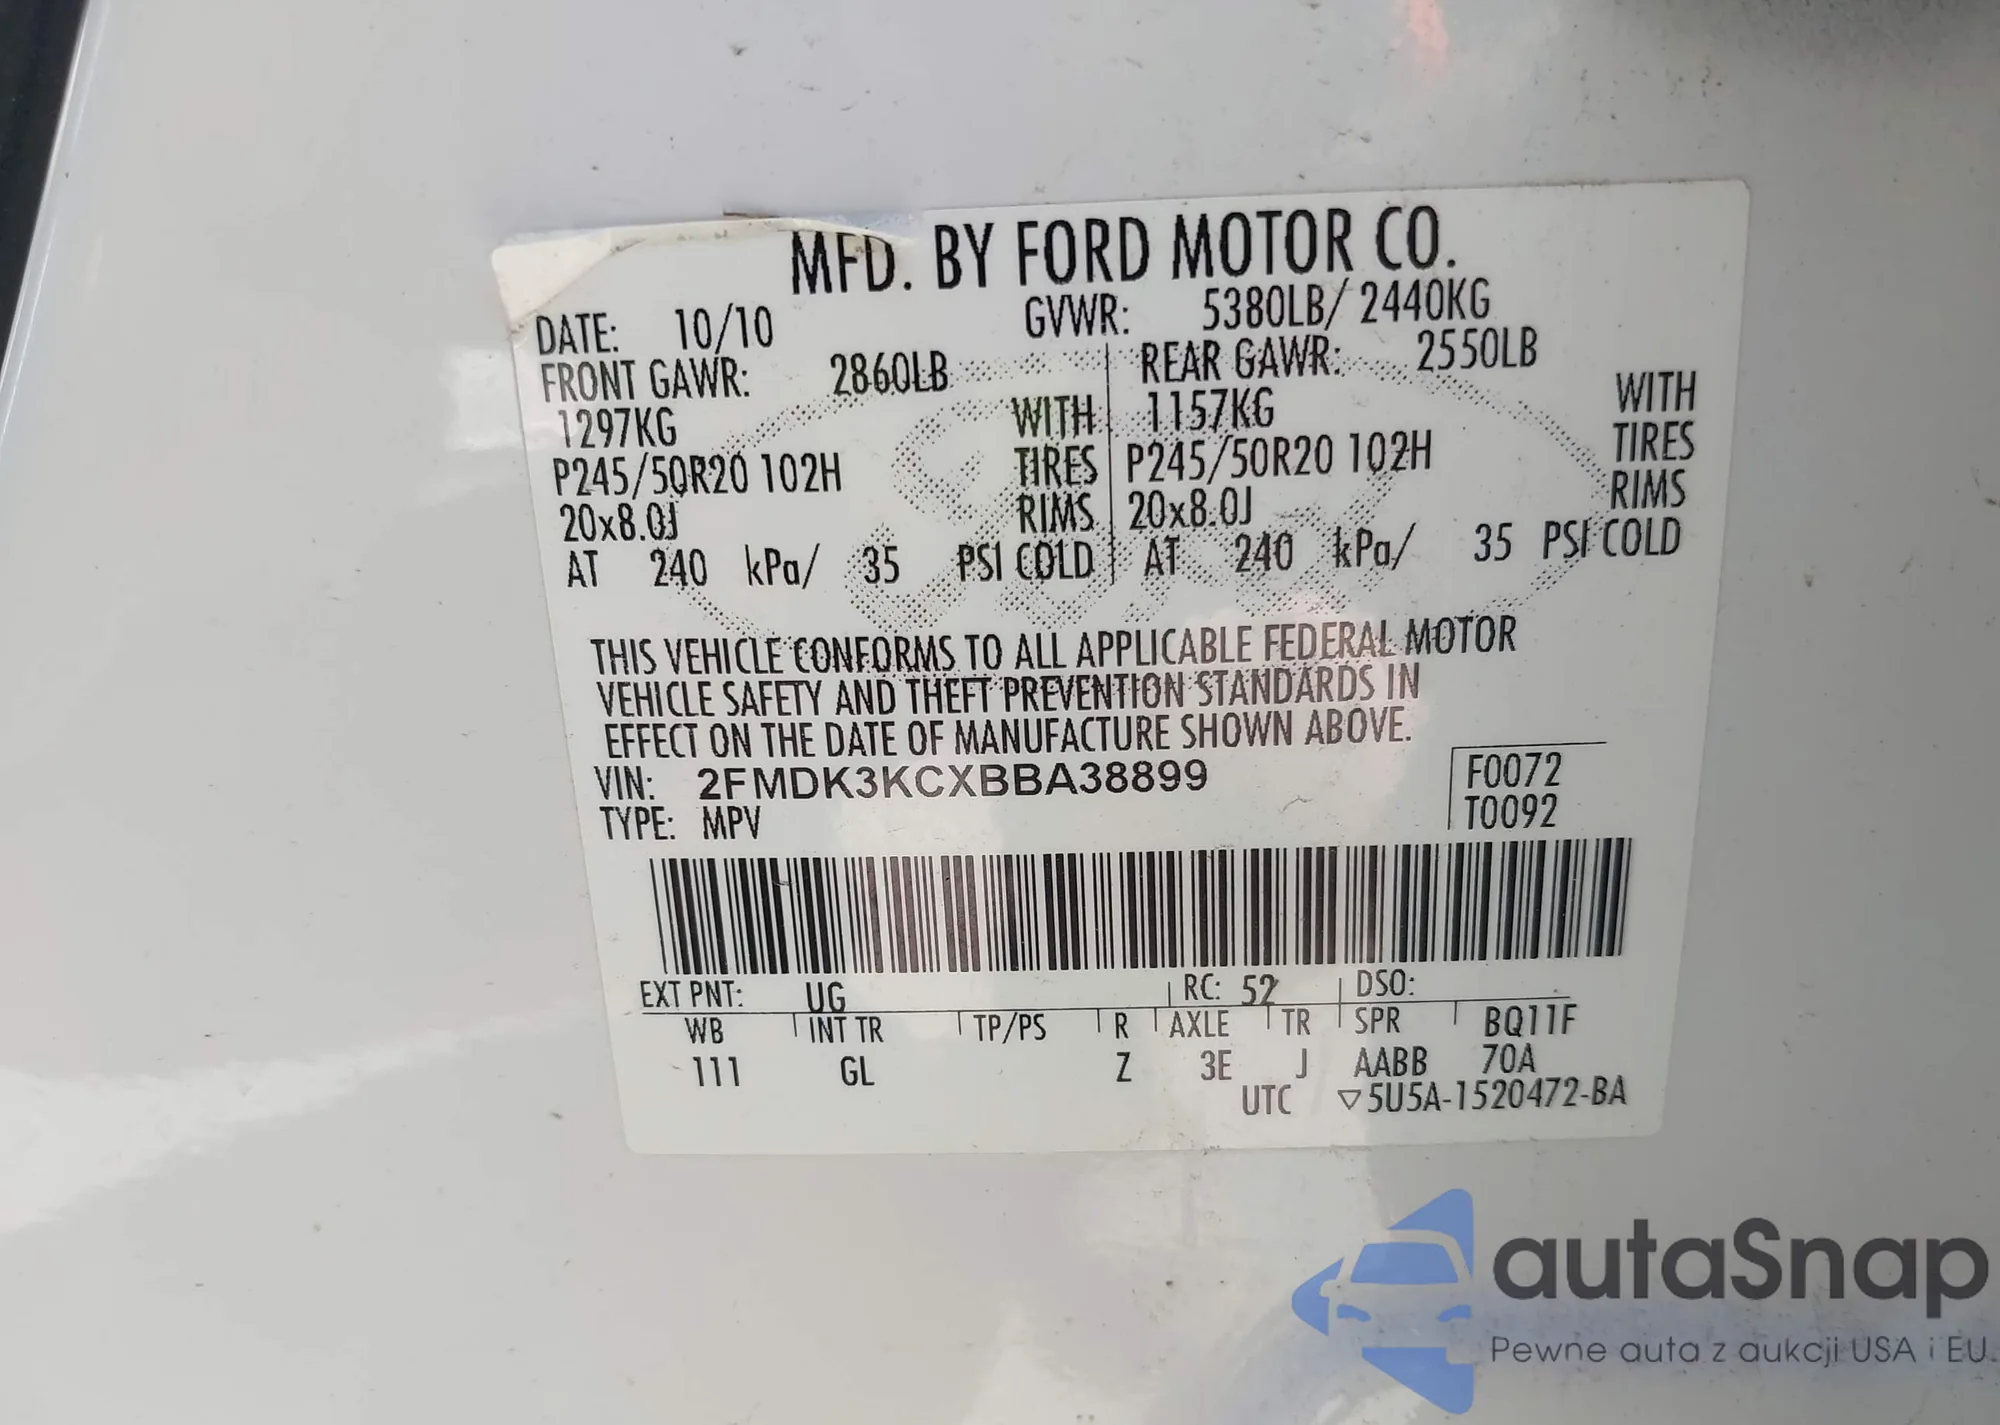 MFD. BY FORD MOTOR CO.
DATE: 10/10 GVWR: 5380LB/ 2440KG
FRONT GAWR: 2860LB REAR GAWR: 2550LB
1297KG WITH 1157KG WITH
P245/50R20 102H TIRES P245/50R20 102H TIRES
20x8.0J RIMS 20x8.0J RIMS
AT 240 kPa/ 35 PSI COLD AT 240 kPa/ 35 PSI COLD
THIS VEHICLE CONFORMS TO ALL APPLICABLE FEDERAL MOTOR
VEHICLE SAFETY AND THEFT PREVENTION STANDARDS IN
EFFECT ON THE DATE OF MANUFACTURE SHOWN ABOVE.
VIN: 2FMDK3KCXBBA38899 F0072
TYPE: MPV T0092
EXT PNT: UG RC: 52 DSO:
WB INT TR TP/PS R AXLE TR SPR BQ11F
111 GL Z 3E J AABB 70A
UTC ▽5U5A-1520472-BA
autaSnap
Pewne auta z aukcji USA i EU.